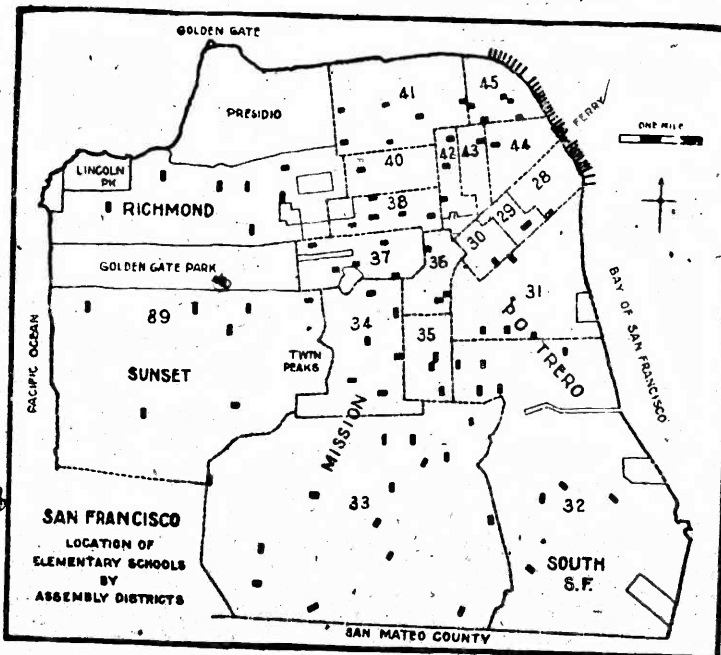 GOLDEN GATE
PRESIDIO
41
45
FERRY
ONE MILE
LINCOLN
PK
40
42
43
44
28
RICHMOND
38
29
30
37
36
GOLDEN GATE PARK
31
89
34
35
PACIFIC OCEAN
SUNSET
TWIN
PEAKS
POTRERO
BAY OF SAN FRANCISCO
MISSION
33
32
SAN FRANCISCO
LOCATION OF
ELEMENTARY SCHOOLS
BY
ASSEMBLY DISTRICTS
SOUTH
S.F.
SAN MATEO COUNTY